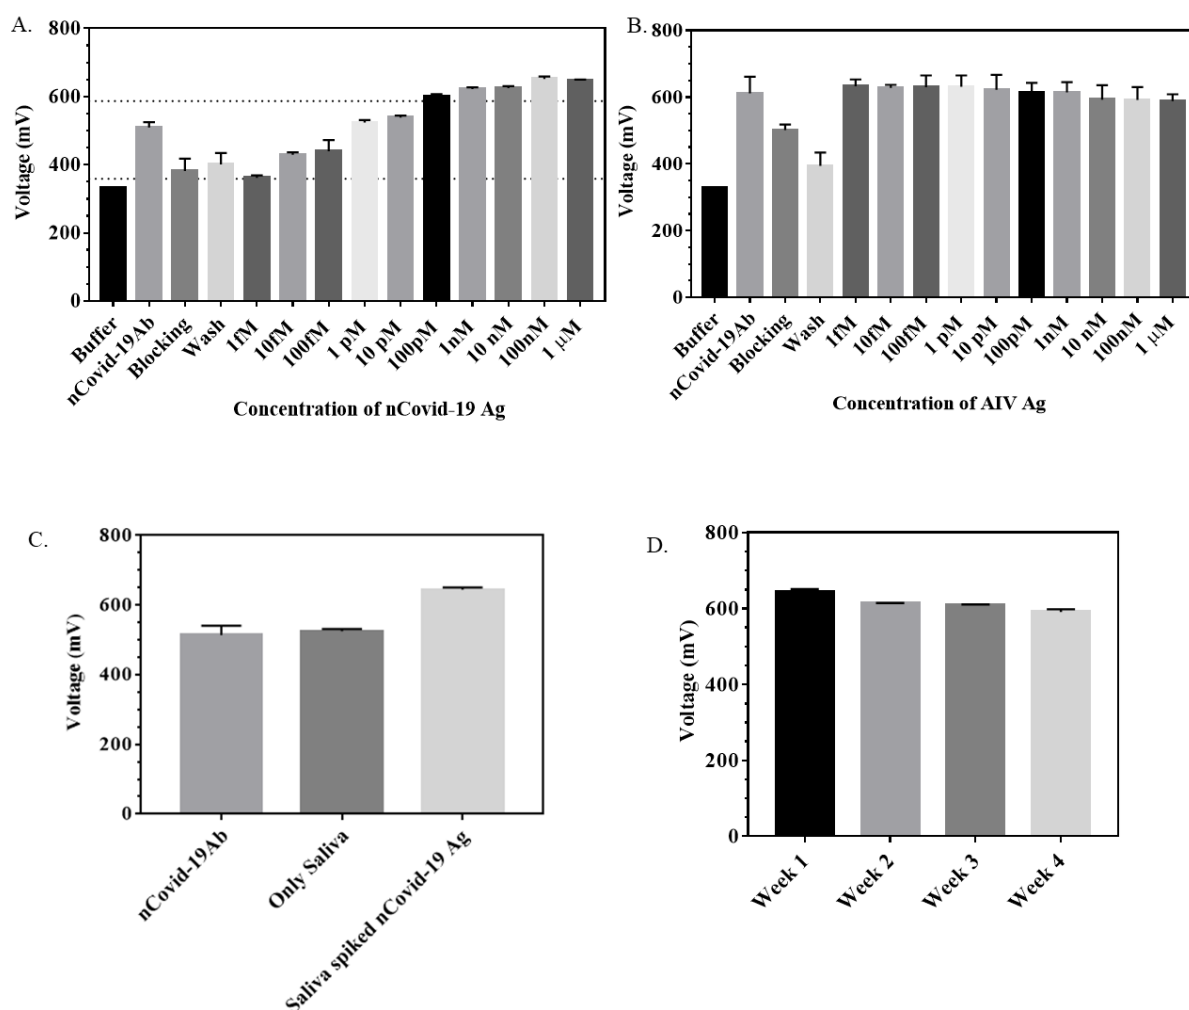 A.
800
600
400
200
0
Voltage (mV)
Buffer
nCovid-19Ab
Blocking
Wash
1fM
10fM
100fM
1 pM
10 pM
100pM
1nM
10 nM
100nM
1 μM
Concentration of nCovid-19 Ag
B.
800
600
400
200
0
Voltage (mV)
Buffer
nCovid-19Ab
Blocking
Wash
1fM
10fM
100fM
1 pM
10 pM
100pM
1nM
10 nM
100nM
1 μM
Concentration of AIV Ag
C.
800
600
400
200
0
Voltage (mV)
nCovid-19Ab
Only Saliva
Saliva spiked nCovid-19 Ag
D.
800
600
400
200
0
Voltage (mV)
Week 1
Week 2
Week 3
Week 4